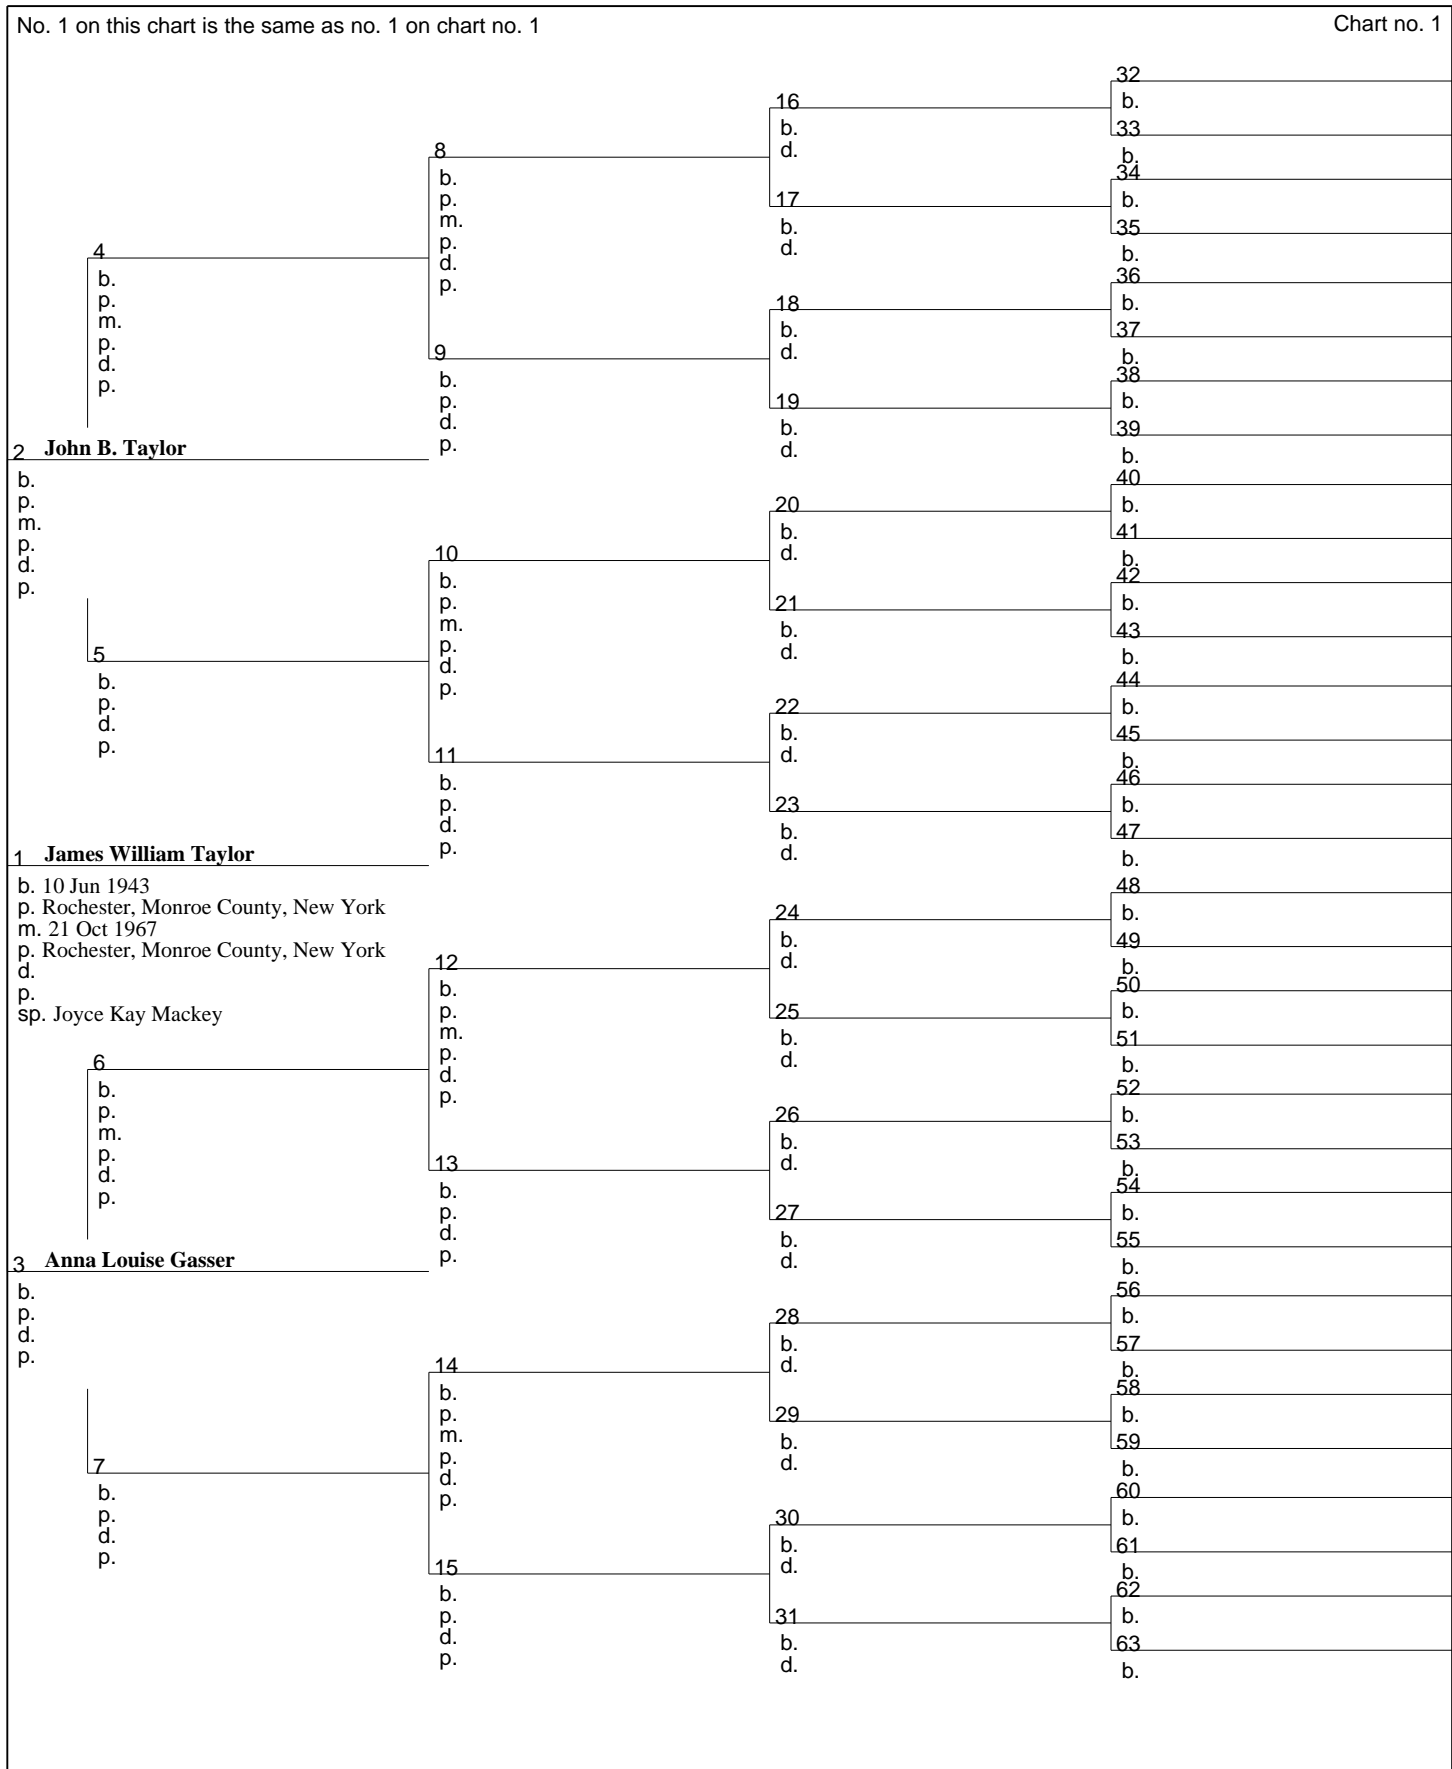 No. 1 on this chart is the same as no. 1 on chart no. 1
Chart no. 1
2 John B. Taylor
b.
p.
m.
p.
d.
p.
1 James William Taylor
b. 10 Jun 1943
p. Rochester, Monroe County, New York
m. 21 Oct 1967
p. Rochester, Monroe County, New York
d.
p.
sp. Joyce Kay Mackey
3 Anna Louise Gasser
b.
p.
d.
p.
4
b.
p.
m.
p.
d.
p.
5
b.
p.
d.
p.
6
b.
p.
m.
p.
d.
p.
7
b.
p.
d.
p.
8
b.
p.
m.
p.
d.
p.
9
b.
p.
d.
p.
10
b.
p.
m.
p.
d.
p.
11
b.
p.
d.
p.
12
b.
p.
m.
p.
d.
p.
13
b.
p.
d.
p.
14
b.
p.
m.
p.
d.
p.
15
b.
p.
d.
p.
16
b.
d.
17
b.
d.
18
b.
d.
19
b.
d.
20
b.
d.
21
b.
d.
22
b.
d.
23
b.
d.
24
b.
d.
25
b.
d.
26
b.
d.
27
b.
d.
28
b.
d.
29
b.
d.
30
b.
d.
31
b.
d.
32
b.
33
b.
34
b.
35
b.
36
b.
37
b.
38
b.
39
b.
40
b.
41
b.
42
b.
43
b.
44
b.
45
b.
46
b.
47
b.
48
b.
49
b.
50
b.
51
b.
52
b.
53
b.
54
b.
55
b.
56
b.
57
b.
58
b.
59
b.
60
b.
61
b.
62
b.
63
b.